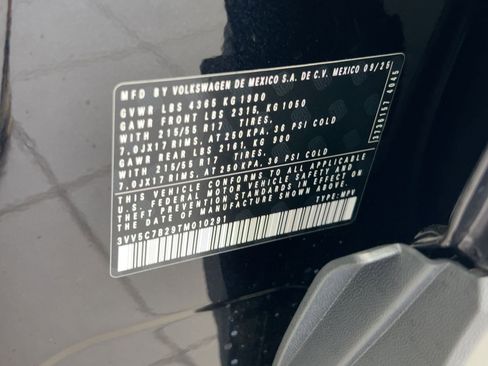 MFD. BY VOLKSWAGEN DE MEXICO S.A. DE C.V. MEXICO 09/25
GVWR LBS 4365 KG 1980
GAWR FRONT LBS 2315, KG 1050
WITH 215/55 R17 TIRES,
7.0JX17 RIMS, AT 250 KPA, 36 PSI COLD
GAWR REAR LBS 2161, KG 980
WITH 215/55 R17 TIRES,
7.0JX17 RIMS, AT 250 KPA, 36 PSI COLD
THIS VEHICLE CONFORMS TO ALL APPLICABLE
U.S. FEDERAL MOTOR VEHICLE SAFETY AND
THEFT PREVENTION STANDARDS IN EFFECT ON
THE DATE OF MANUFACTURE SHOWN ABOVE.
3VV5C7B29TM010291 TYPE:MPV